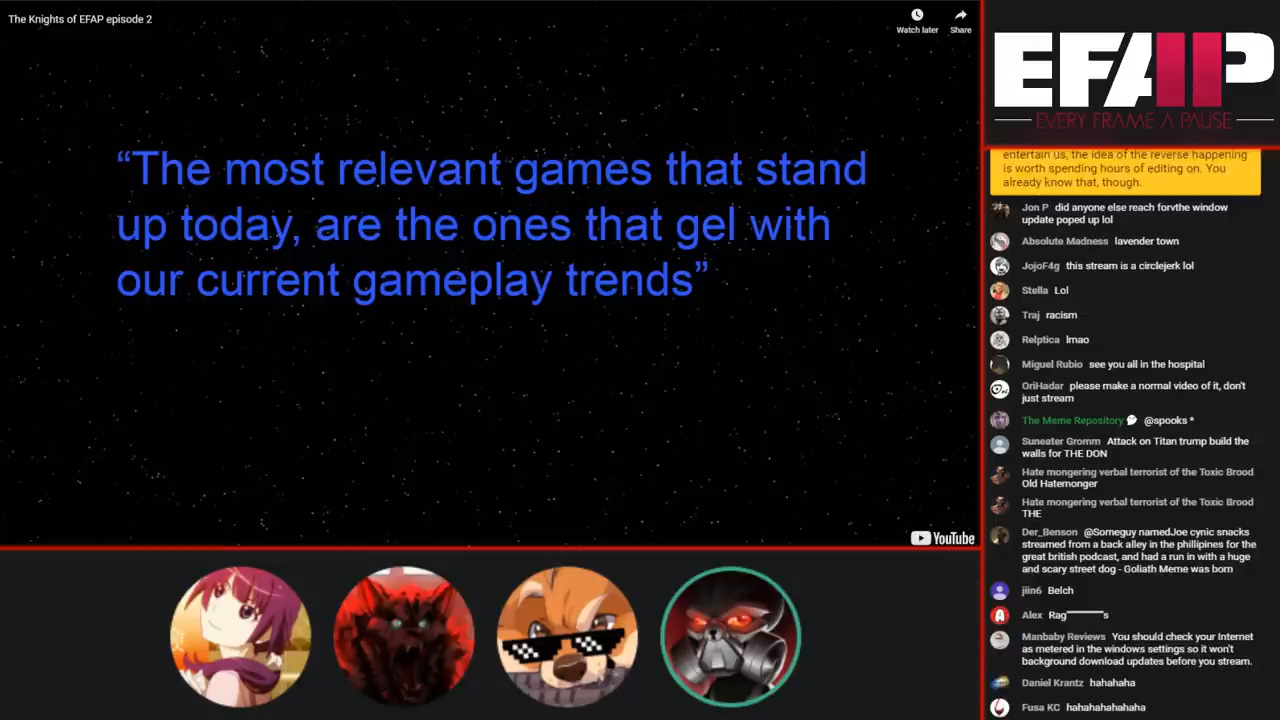 The Knights of EFAP episode 2
Watch later
Share
“The most relevant games that stand
up today, are the ones that gel with
our current gameplay trends”
YouTube
EFAP
EVERY FRAME A PAUSE
entertain us, the idea of the reverse happening
is worth spending hours of editing on. You
already know that, though.
Jon P did anyone else reach forvthe window
update poped up lol
Absolute Madness lavender town
JojoF4g this stream is a circlejerk lol
Stella Lol
Traj racism
Relptica lmao
Miguel Rubio see you all in the hospital
OriHadar please make a normal video of it, don't
just stream
The Meme Repository @spooks *
Suneater Gromm Attack on Titan trump build the
walls for THE DON
Hate mongering verbal terrorist of the Toxic Brood
Old Hatemonger
Hate mongering verbal terrorist of the Toxic Brood
THE
Der_Benson @Someguy namedJoe cynic snacks
streamed from a back alley in the phillipines for the
great british podcast, and had a run in with a huge
and scary street dog - Goliath Meme was born
jiin6 Belch
A
Alex Rag‾‾‾‾‾‾‾s
Manbaby Reviews You should check your Internet
as metered in the windows settings so it won't
background download updates before you stream.
Daniel Krantz hahahaha
Fusa KC hahahahahahaha